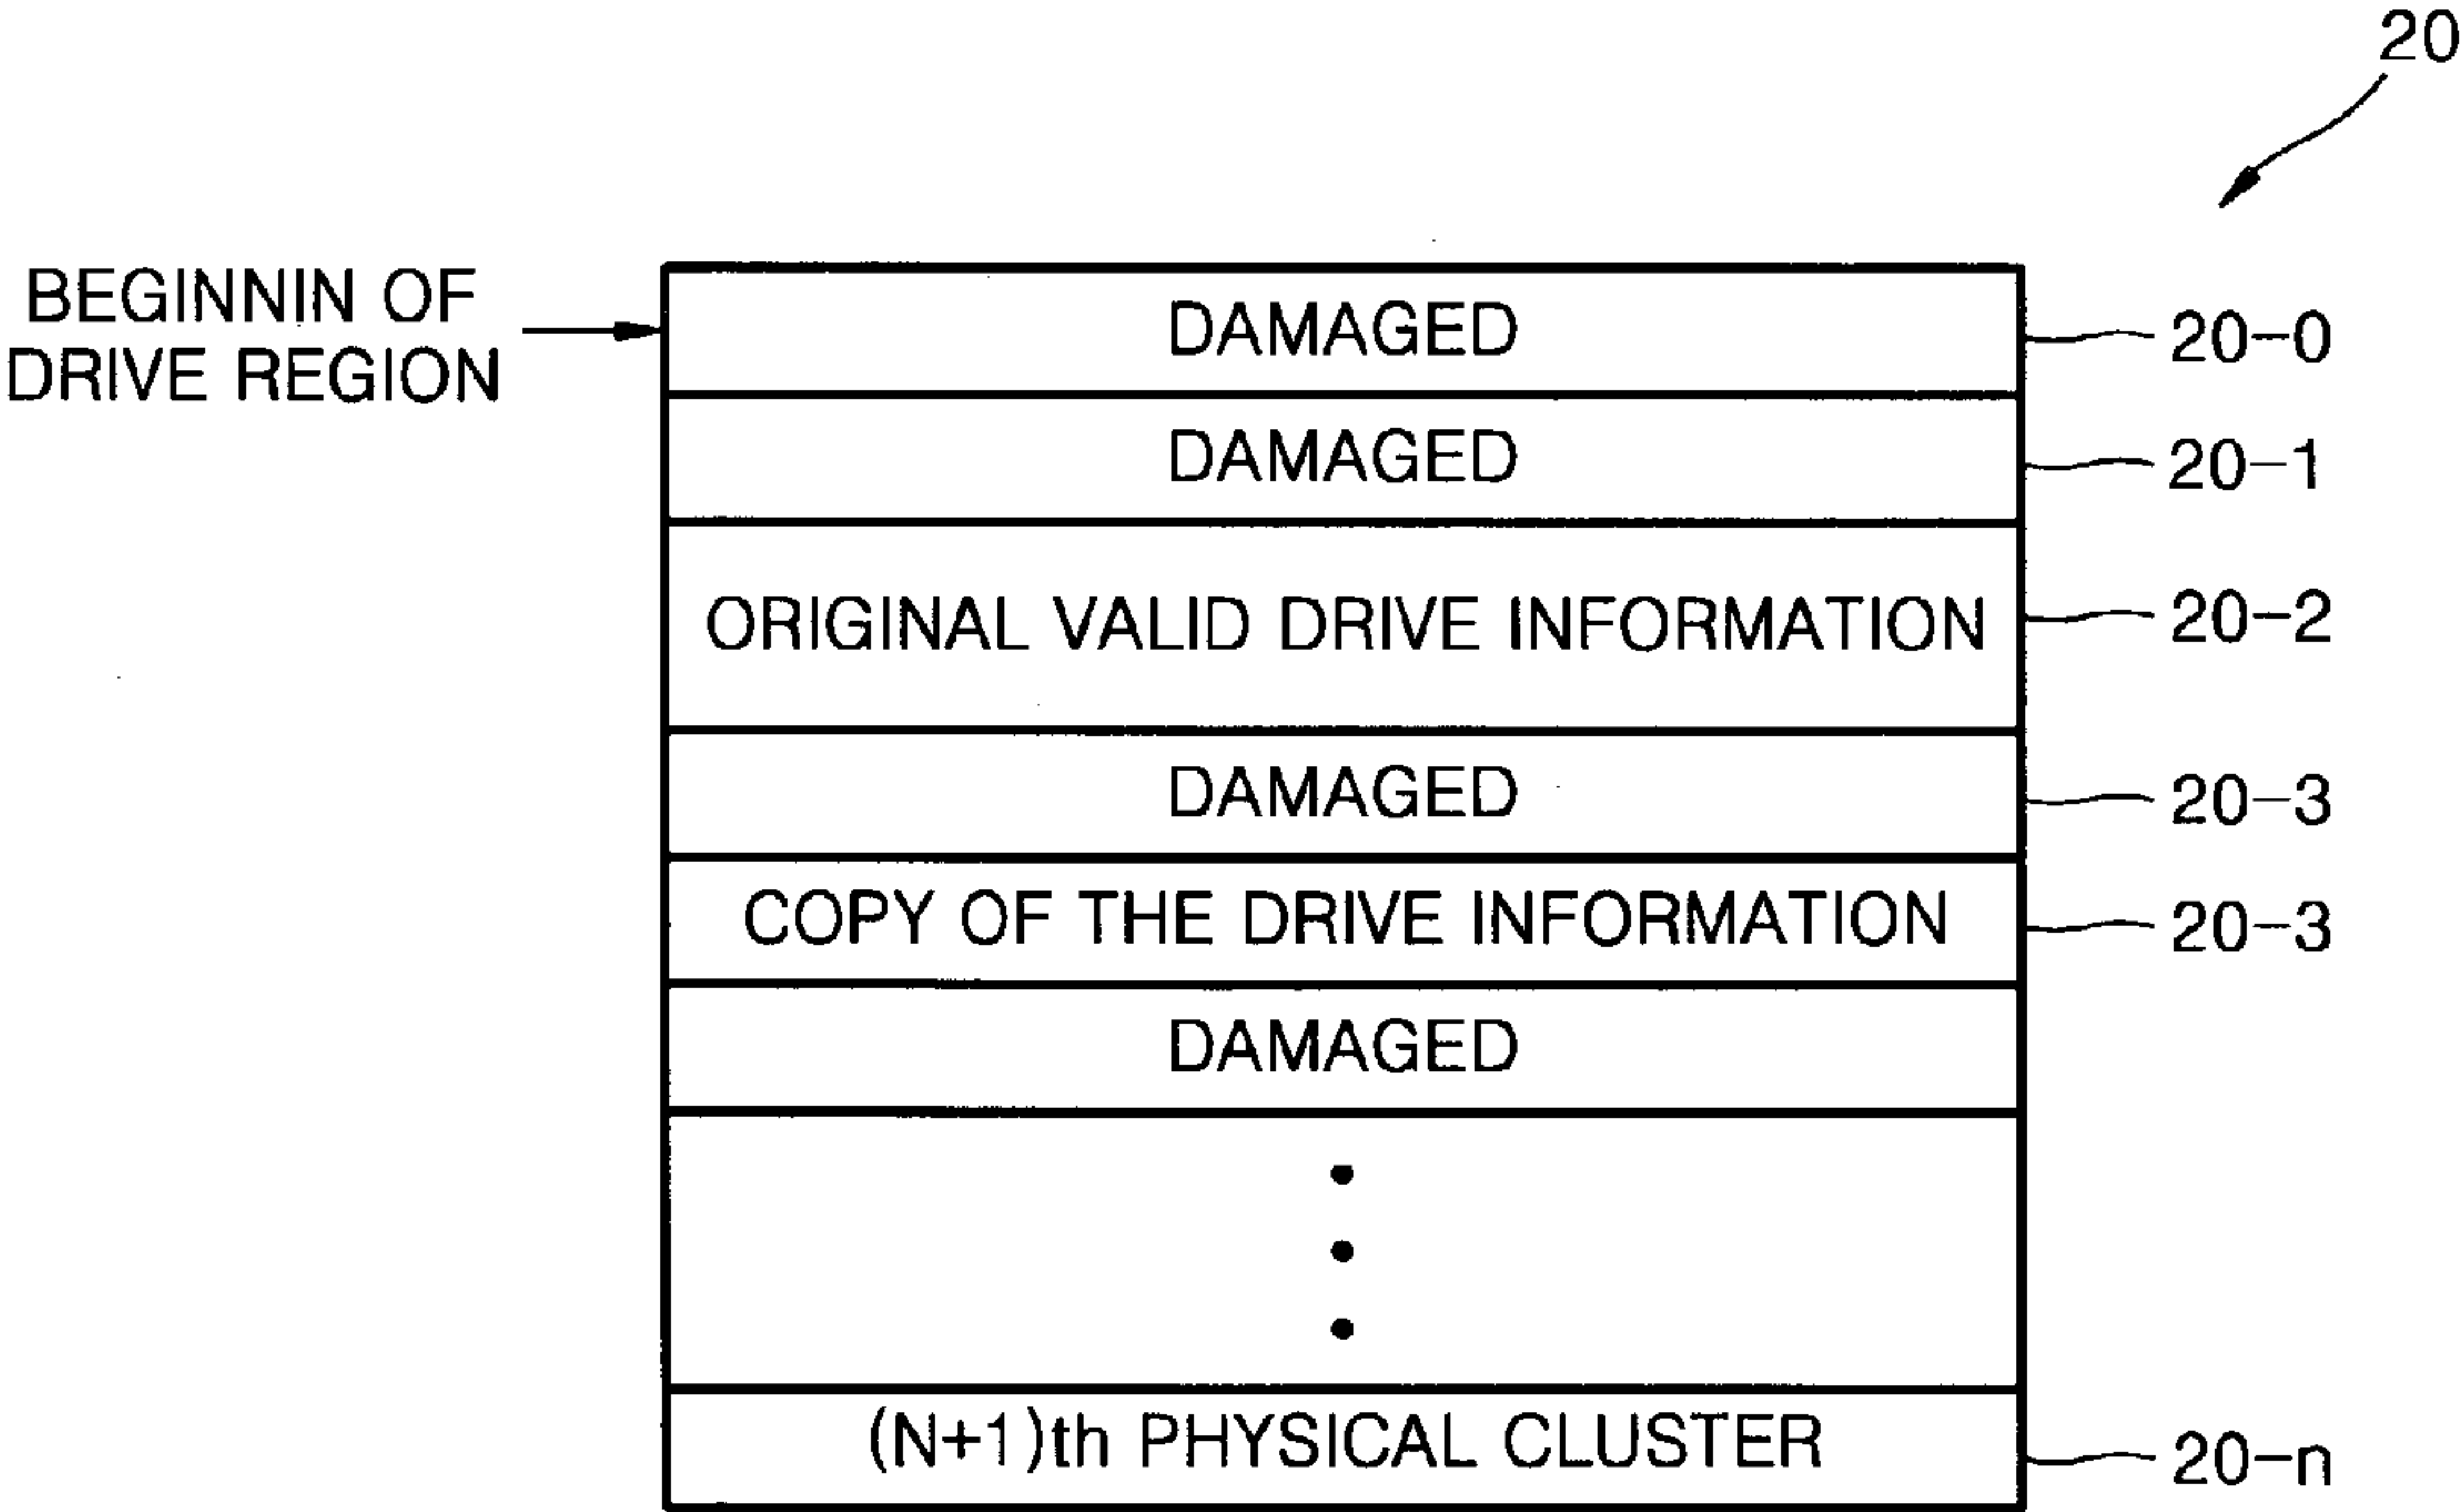 20
BEGINNIN OF
DRIVE REGION
DAMAGED
20-0
DAMAGED
20-1
ORIGINAL VALID DRIVE INFORMATION
20-2
DAMAGED
20-3
COPY OF THE DRIVE INFORMATION
20-3
DAMAGED
(N+1)th PHYSICAL CLUSTER
20-n